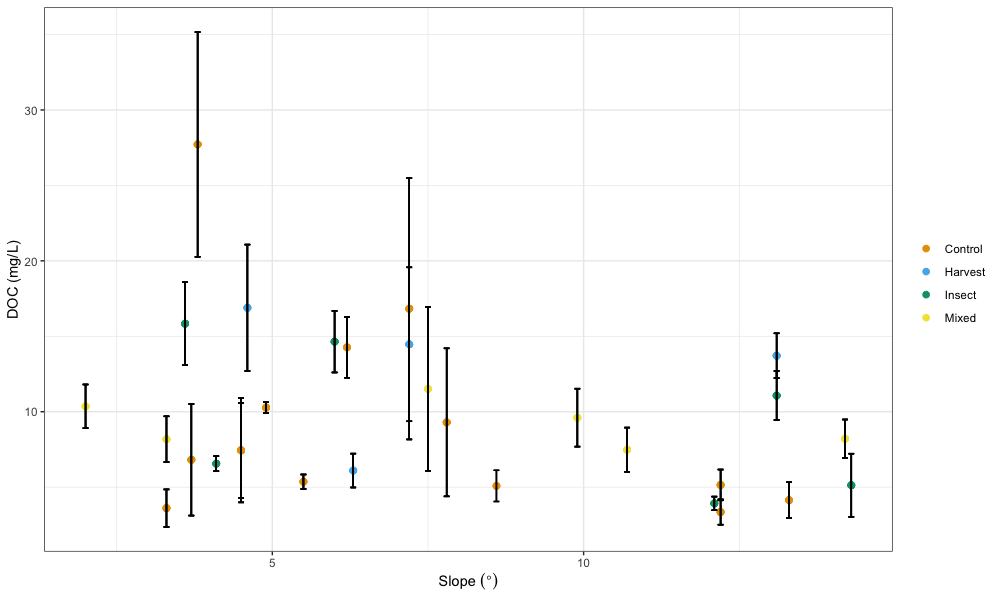 30
20
10
DOC (mg/L)
5
10
Slope (°)
Control
Harvest
Insect
Mixed